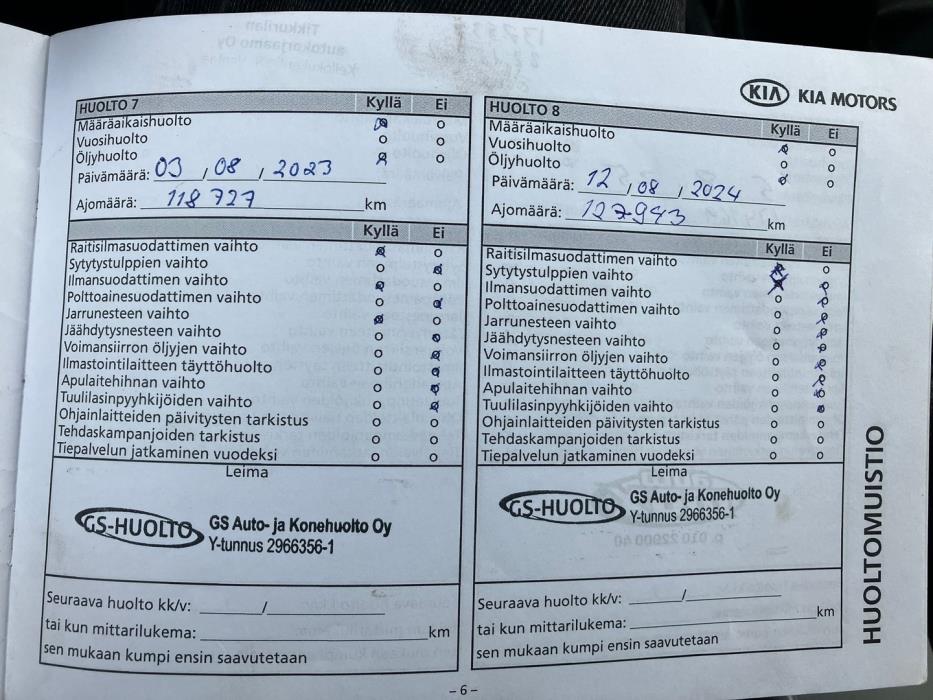 KIA KIA MOTORS
HUOLTO 7 Kyllä Ei
Määräaikaishuolto
Vuosihuolto
Öljyhuolto
Päivämäärä: 03 / 08 / 2023
Ajomäärä: 118 727 km
Kyllä Ei
Raitisilmasuodattimen vaihto
Sytytystulppien vaihto
Ilmansuodattimen vaihto
Polttoainesuodattimen vaihto
Jarrunesteen vaihto
Jäähdytysnesteen vaihto
Voimansiirron öljyjen vaihto
Ilmastointilaitteen täyttöhuolto
Apulaitehihnan vaihto
Tuulilasinpyyhkijöiden vaihto
Ohjainlaitteiden päivitysten tarkistus
Tehdaskampanjoiden tarkistus
Tiepalvelun jatkaminen vuodeksi
Leima
GS-HUOLTO GS Auto- ja Konehuolto Oy
Y-tunnus 2966356-1
Seuraava huolto kk/v: /
tai kun mittarilukema: km
sen mukaan kumpi ensin saavutetaan
HUOLTO 8 Kyllä Ei
Määräaikaishuolto
Vuosihuolto
Öljyhuolto
Päivämäärä: 12 / 08 / 2024
Ajomäärä: 127943 km
Kyllä Ei
Raitisilmasuodattimen vaihto
Sytytystulppien vaihto
Ilmansuodattimen vaihto
Polttoainesuodattimen vaihto
Jarrunesteen vaihto
Jäähdytysnesteen vaihto
Voimansiirron öljyjen vaihto
Ilmastointilaitteen täyttöhuolto
Apulaitehihnan vaihto
Tuulilasinpyyhkijöiden vaihto
Ohjainlaitteiden päivitysten tarkistus
Tehdaskampanjoiden tarkistus
Tiepalvelun jatkaminen vuodeksi
Leima
GS-HUOLTO GS Auto- ja Konehuolto Oy
Y-tunnus 2966356-1
Seuraava huolto kk/v: /
tai kun mittarilukema: km
sen mukaan kumpi ensin saavutetaan
HUOLTOMUISTIO
– 6 –